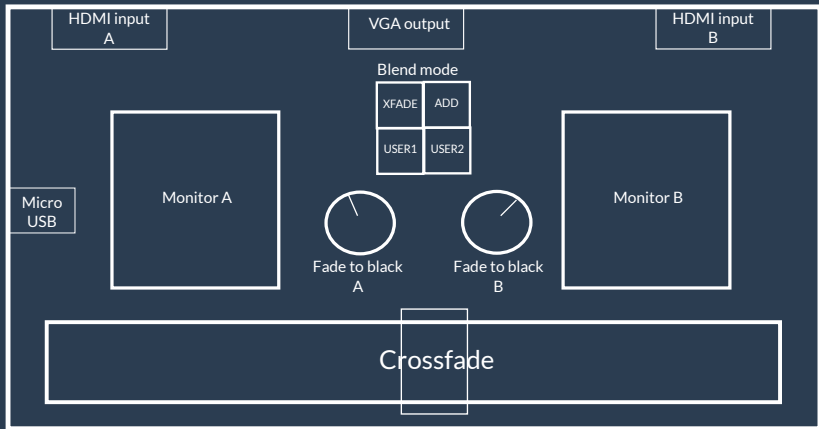 HDMI input
A
VGA output
HDMI input
B
Blend mode
XFADE
ADD
USER1
USER2
Monitor A
Monitor B
Micro
USB
Fade to black
A
Fade to black
B
Crossfade